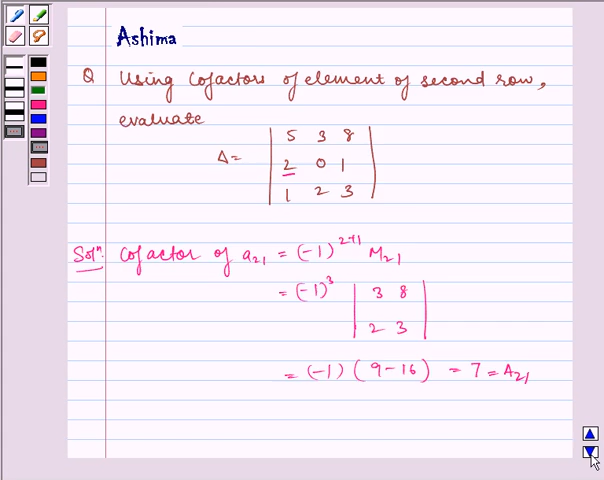 Ashima
Q Using Cofactors of element of second row,
evaluate
Δ = | 5 3 8 |
| 2 0 1 |
| 1 2 3 |
Solⁿ. Cofactor of a₂₁ = (-1)²⁺¹ M₂₁
= (-1)³ | 3 8 |
| 2 3 |
= (-1) (9-16) = 7 = A₂₁